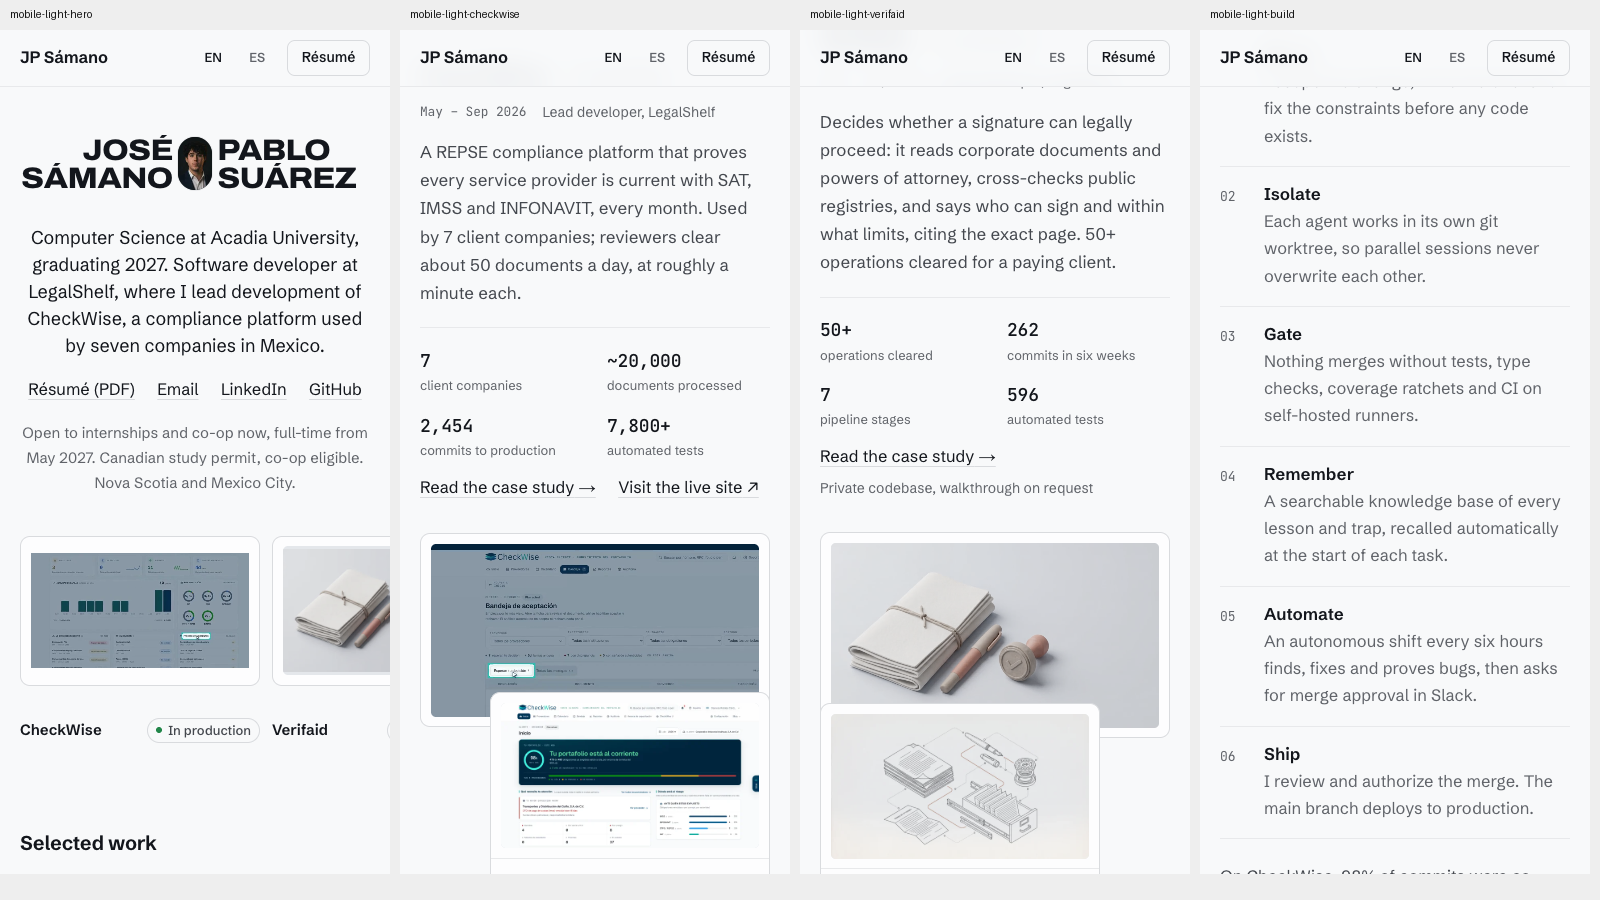 mobile-light-hero
JP Sámano
EN
ES
Résumé
JOSÉ PABLO
SÁMANO SUÁREZ
Computer Science at Acadia University,
graduating 2027. Software developer at
LegalShelf, where I lead development of
CheckWise, a compliance platform used
by seven companies in Mexico.
Résumé (PDF) Email LinkedIn GitHub
Open to internships and co-op now, full-time from
May 2027. Canadian study permit, co-op eligible.
Nova Scotia and Mexico City.
CheckWise
In production
Verifaid
Selected work
mobile-light-checkwise
JP Sámano
EN
ES
Résumé
May – Sep 2026 Lead developer, LegalShelf
A REPSE compliance platform that proves
every service provider is current with SAT,
IMSS and INFONAVIT, every month. Used
by 7 client companies; reviewers clear
about 50 documents a day, at roughly a
minute each.
7
client companies
~20,000
documents processed
2,454
commits to production
7,800+
automated tests
Read the case study → Visit the live site ↗
CheckWise
Bandeja de aceptación
CheckWise
Inicio
Tu portafolio está al corriente
mobile-light-verifaid
JP Sámano
EN
ES
Résumé
Decides whether a signature can legally
proceed: it reads corporate documents and
powers of attorney, cross-checks public
registries, and says who can sign and within
what limits, citing the exact page. 50+
operations cleared for a paying client.
50+
operations cleared
262
commits in six weeks
7
pipeline stages
596
automated tests
Read the case study →
Private codebase, walkthrough on request
mobile-light-build
JP Sámano
EN
ES
Résumé
fix the constraints before any code
exists.
02
Isolate
Each agent works in its own git
worktree, so parallel sessions never
overwrite each other.
03
Gate
Nothing merges without tests, type
checks, coverage ratchets and CI on
self-hosted runners.
04
Remember
A searchable knowledge base of every
lesson and trap, recalled automatically
at the start of each task.
05
Automate
An autonomous shift every six hours
finds, fixes and proves bugs, then asks
for merge approval in Slack.
06
Ship
I review and authorize the merge. The
main branch deploys to production.
On CheckWise, 98% of commits were co-